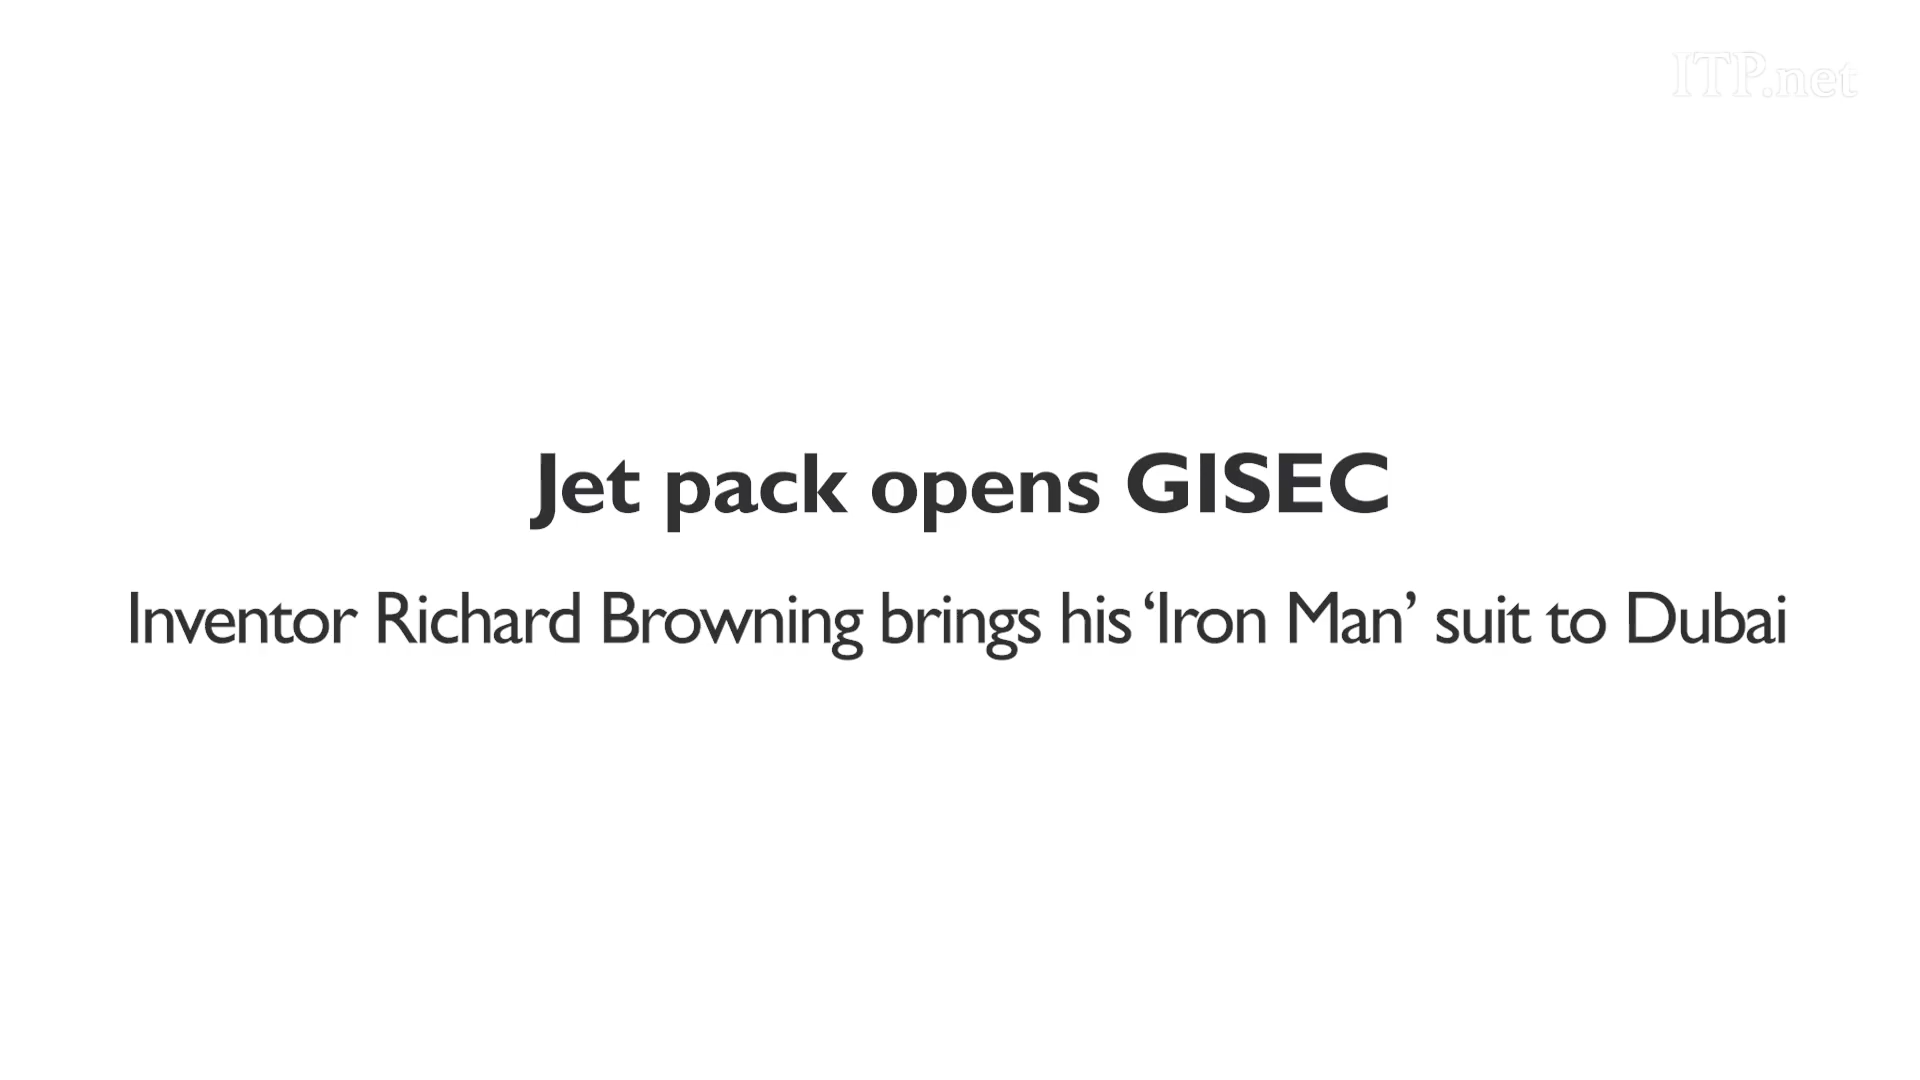 ITP.net
Jet pack opens GISEC
Inventor Richard Browning brings his ‘Iron Man’ suit to Dubai